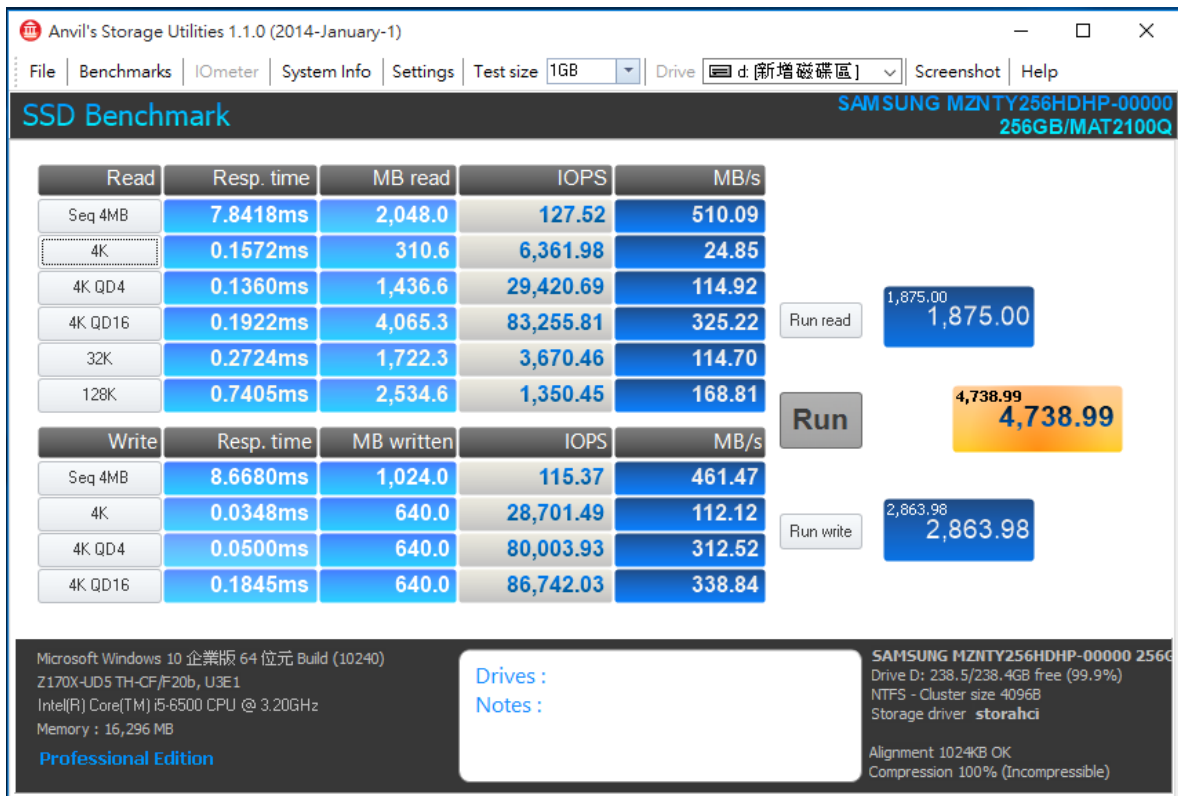 Anvil's Storage Utilities 1.1.0 (2014-January-1)
File Benchmarks IOmeter System Info Settings Test size 1GB Drive d: [新增磁碟區] Screenshot Help
SSD Benchmark
SAMSUNG MZNTY256HDHP-00000
256GB/MAT2100Q
Read Resp. time MB read IOPS MB/s
Seq 4MB 7.8418ms 2,048.0 127.52 510.09
4K 0.1572ms 310.6 6,361.98 24.85
4K QD4 0.1360ms 1,436.6 29,420.69 114.92
4K QD16 0.1922ms 4,065.3 83,255.81 325.22
32K 0.2724ms 1,722.3 3,670.46 114.70
128K 0.7405ms 2,534.6 1,350.45 168.81
Run read
1,875.00
1,875.00
Run
4,738.99
4,738.99
Write Resp. time MB written IOPS MB/s
Seq 4MB 8.6680ms 1,024.0 115.37 461.47
4K 0.0348ms 640.0 28,701.49 112.12
4K QD4 0.0500ms 640.0 80,003.93 312.52
4K QD16 0.1845ms 640.0 86,742.03 338.84
Run write
2,863.98
2,863.98
Microsoft Windows 10 企業版 64 位元 Build (10240)
Z170X-UD5 TH-CF/F20b, U3E1
Intel(R) Core(TM) i5-6500 CPU @ 3.20GHz
Memory : 16,296 MB
Professional Edition
Drives :
Notes :
SAMSUNG MZNTY256HDHP-00000 256G
Drive D: 238.5/238.4GB free (99.9%)
NTFS - Cluster size 4096B
Storage driver storahci
Alignment 1024KB OK
Compression 100% (Incompressible)